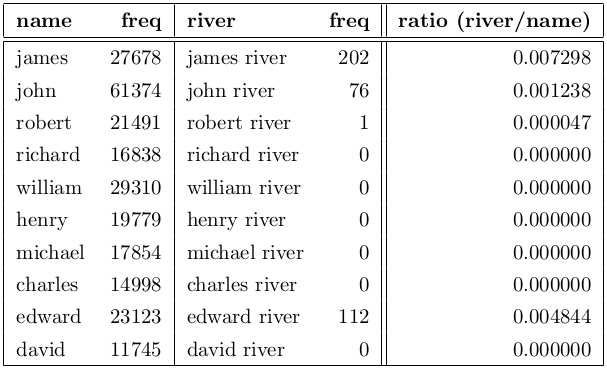 name freq river freq ratio (river/name)
james 27678 james river 202 0.007298
john 61374 john river 76 0.001238
robert 21491 robert river 1 0.000047
richard 16838 richard river 0 0.000000
william 29310 william river 0 0.000000
henry 19779 henry river 0 0.000000
michael 17854 michael river 0 0.000000
charles 14998 charles river 0 0.000000
edward 23123 edward river 112 0.004844
david 11745 david river 0 0.000000